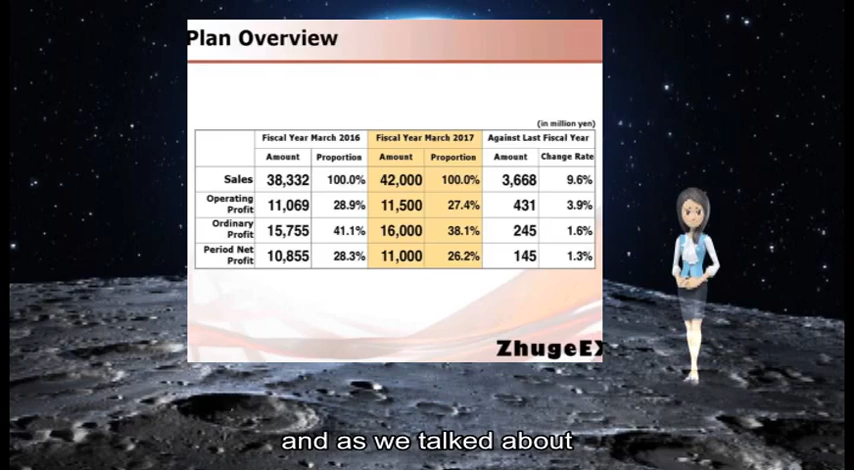 Plan Overview
(in million yen)
Fiscal Year March 2016 Fiscal Year March 2017 Against Last Fiscal Year
Amount Proportion Amount Proportion Amount Change Rate
Sales 38,332 100.0% 42,000 100.0% 3,668 9.6%
Operating Profit 11,069 28.9% 11,500 27.4% 431 3.9%
Ordinary Profit 15,755 41.1% 16,000 38.1% 245 1.6%
Period Net Profit 10,855 28.3% 11,000 26.2% 145 1.3%
ZhugeEX
and as we talked about